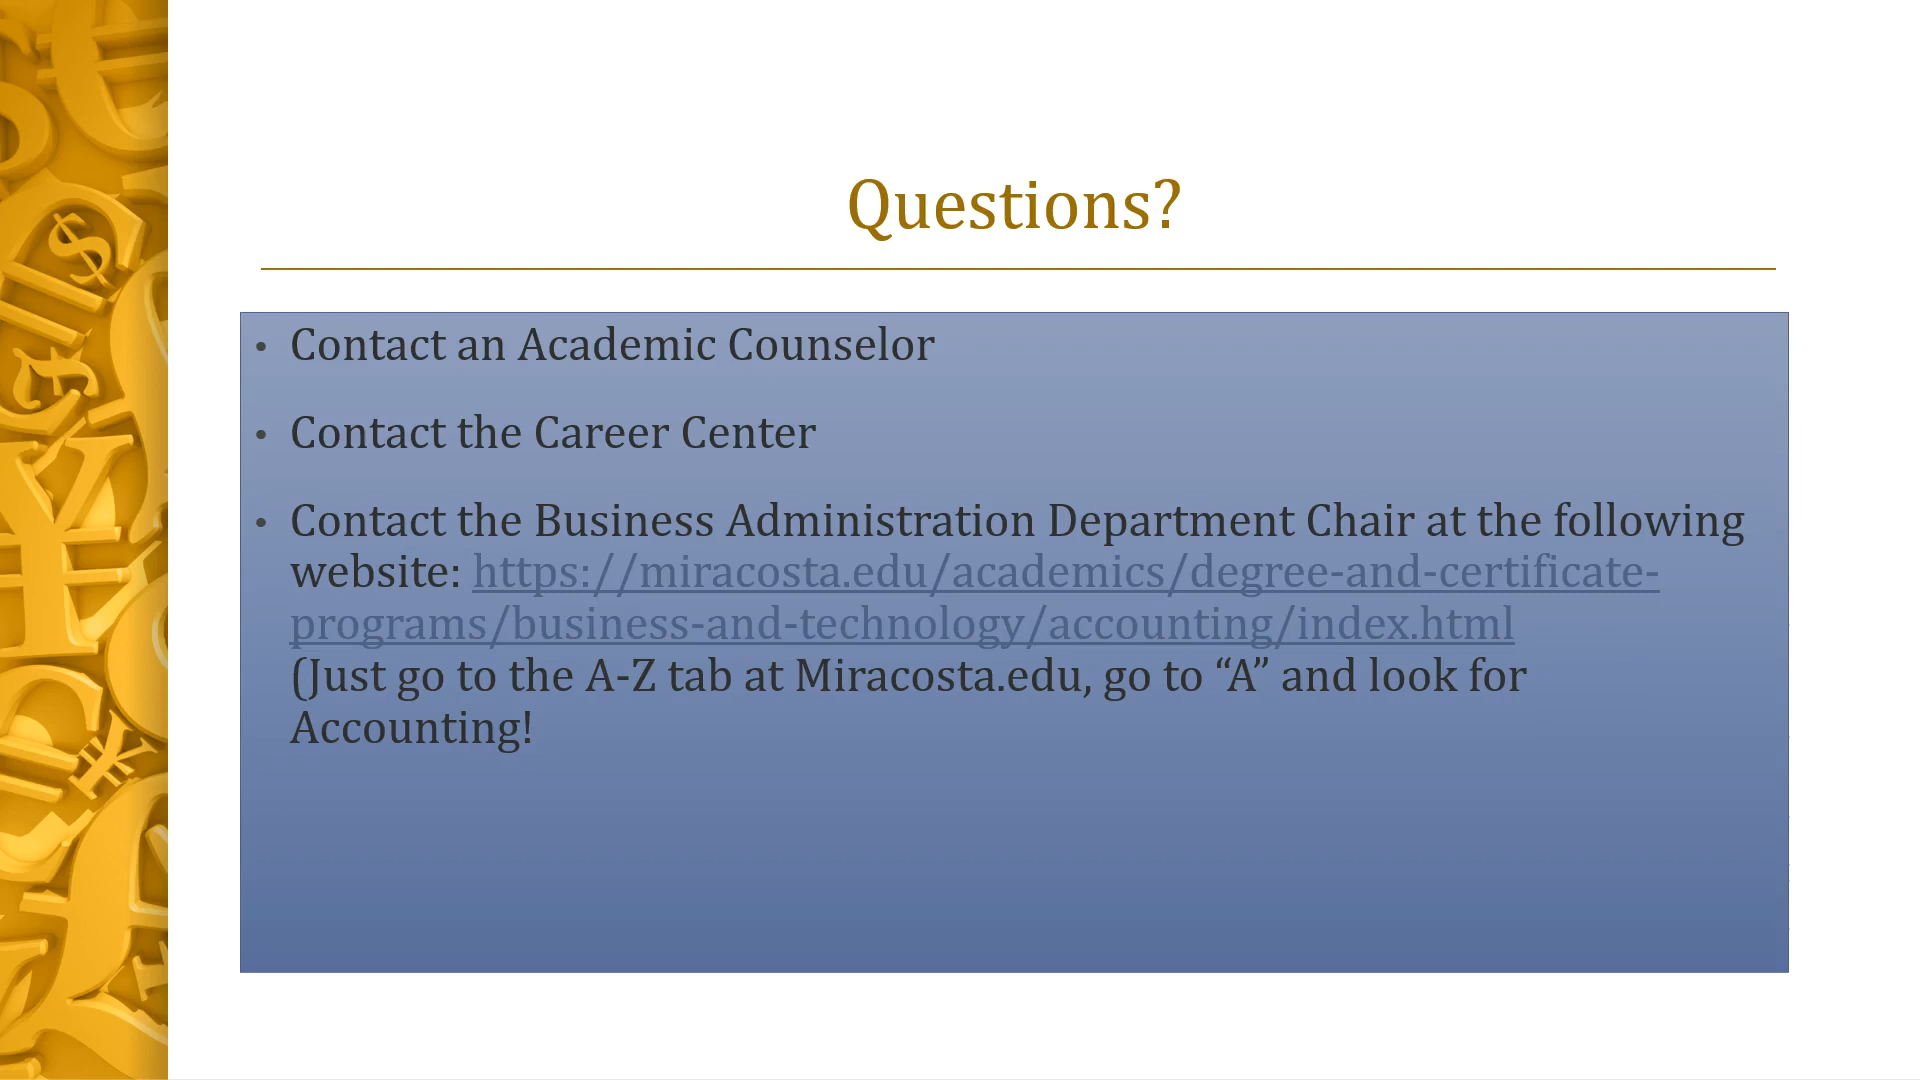 Questions?
• Contact an Academic Counselor
• Contact the Career Center
• Contact the Business Administration Department Chair at the following
website: https://miracosta.edu/academics/degree-and-certificate-
programs/business-and-technology/accounting/index.html
(Just go to the A-Z tab at Miracosta.edu, go to “A” and look for
Accounting!